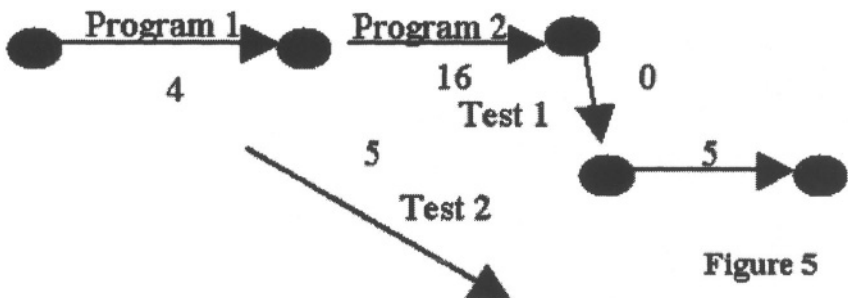 Program 1
Program 2
4
16
0
Test 1
5
5
Test 2
Figure 5